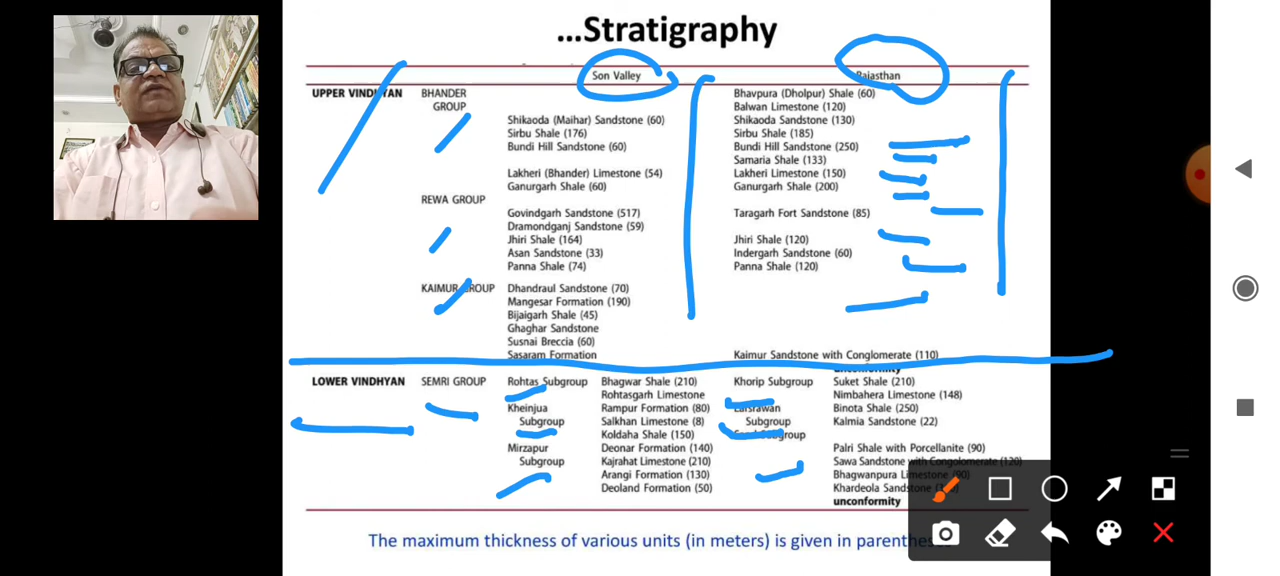 ...Stratigraphy
Son Valley Rajasthan
UPPER VINDHYAN BHANDER GROUP Bhavpura (Dholpur) Shale (60)
Balwan Limestone (120)
Shikaoda (Maihar) Sandstone (60) Shikaoda Sandstone (130)
Sirbu Shale (176) Sirbu Shale (185)
Bundi Hill Sandstone (60) Bundi Hill Sandstone (250)
Samaria Shale (133)
Lakheri (Bhander) Limestone (54) Lakheri Limestone (150)
Ganurgarh Shale (60) Ganurgarh Shale (200)
REWA GROUP
Govindgarh Sandstone (517) Taragarh Fort Sandstone (85)
Dramondganj Sandstone (59)
Jhiri Shale (164) Jhiri Shale (120)
Asan Sandstone (33) Indergarh Sandstone (60)
Panna Shale (74) Panna Shale (120)
KAIMUR GROUP Dhandraul Sandstone (70)
Mangesar Formation (190)
Bijaigarh Shale (45)
Ghaghar Sandstone
Susnai Breccia (60)
Sasaram Formation Kaimur Sandstone with Conglomerate (110)
unconformity
LOWER VINDHYAN SEMRI GROUP Rohtas Subgroup Bhagwar Shale (210) Khorip Subgroup Suket Shale (210)
Rohtasgarh Limestone Nimbahera Limestone (148)
Kheinjua Rampur Formation (80) Binota Shale (250)
Subgroup Salkhan Limestone (8) Subgroup Kalmia Sandstone (22)
Koldaha Shale (150)
Mirzapur Deonar Formation (140) Palri Shale with Porcellanite (90)
Subgroup Kajrahat Limestone (210) Sawa Sandstone with Congolomerate (120)
Arangi Formation (130) Bhagwanpura Limestone (90)
Deoland Formation (50) Khardeola Sandstone
unconformity
The maximum thickness of various units (in meters) is given in